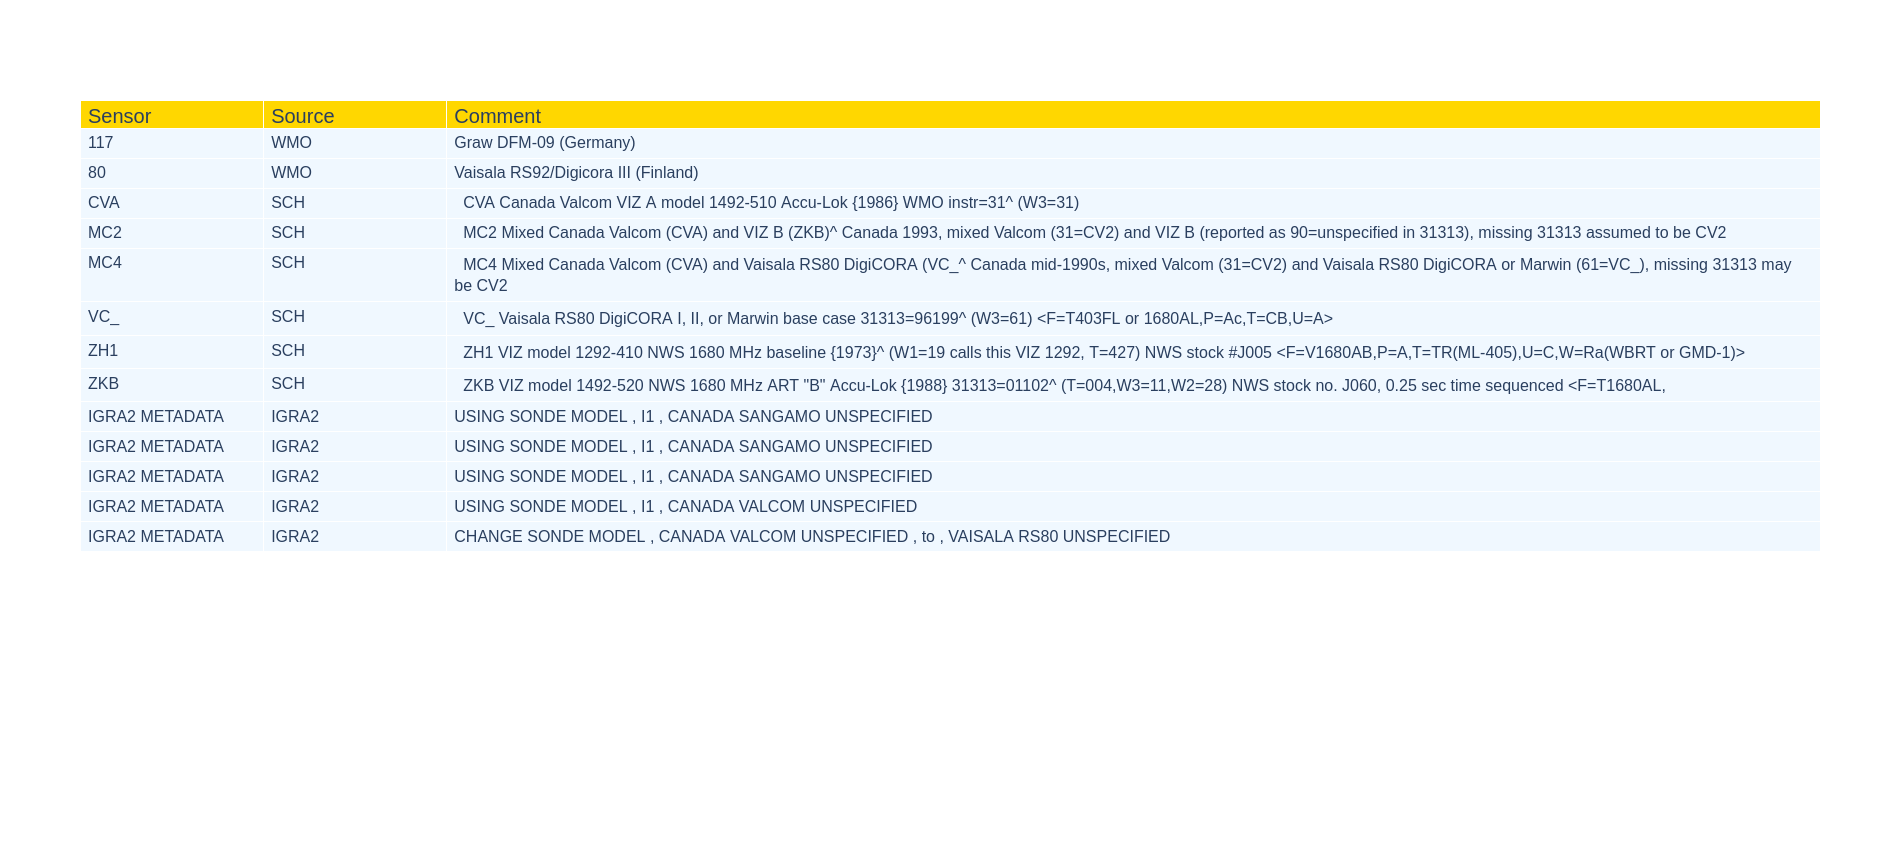 Sensor Source Comment
117 WMO Graw DFM-09 (Germany)
80 WMO Vaisala RS92/Digicora III (Finland)
CVA SCH CVA Canada Valcom VIZ A model 1492-510 Accu-Lok {1986} WMO instr=31^ (W3=31)
MC2 SCH MC2 Mixed Canada Valcom (CVA) and VIZ B (ZKB)^ Canada 1993, mixed Valcom (31=CV2) and VIZ B (reported as 90=unspecified in 31313), missing 31313 assumed to be CV2
MC4 SCH MC4 Mixed Canada Valcom (CVA) and Vaisala RS80 DigiCORA (VC_^ Canada mid-1990s, mixed Valcom (31=CV2) and Vaisala RS80 DigiCORA or Marwin (61=VC_), missing 31313 may
be CV2
VC_ SCH VC_ Vaisala RS80 DigiCORA I, II, or Marwin base case 31313=96199^ (W3=61) <F=T403FL or 1680AL,P=Ac,T=CB,U=A>
ZH1 SCH ZH1 VIZ model 1292-410 NWS 1680 MHz baseline {1973}^ (W1=19 calls this VIZ 1292, T=427) NWS stock #J005 <F=V1680AB,P=A,T=TR(ML-405),U=C,W=Ra(WBRT or GMD-1)>
ZKB SCH ZKB VIZ model 1492-520 NWS 1680 MHz ART "B" Accu-Lok {1988} 31313=01102^ (T=004,W3=11,W2=28) NWS stock no. J060, 0.25 sec time sequenced <F=T1680AL,
IGRA2 METADATA IGRA2 USING SONDE MODEL , I1 , CANADA SANGAMO UNSPECIFIED
IGRA2 METADATA IGRA2 USING SONDE MODEL , I1 , CANADA SANGAMO UNSPECIFIED
IGRA2 METADATA IGRA2 USING SONDE MODEL , I1 , CANADA SANGAMO UNSPECIFIED
IGRA2 METADATA IGRA2 USING SONDE MODEL , I1 , CANADA VALCOM UNSPECIFIED
IGRA2 METADATA IGRA2 CHANGE SONDE MODEL , CANADA VALCOM UNSPECIFIED , to , VAISALA RS80 UNSPECIFIED